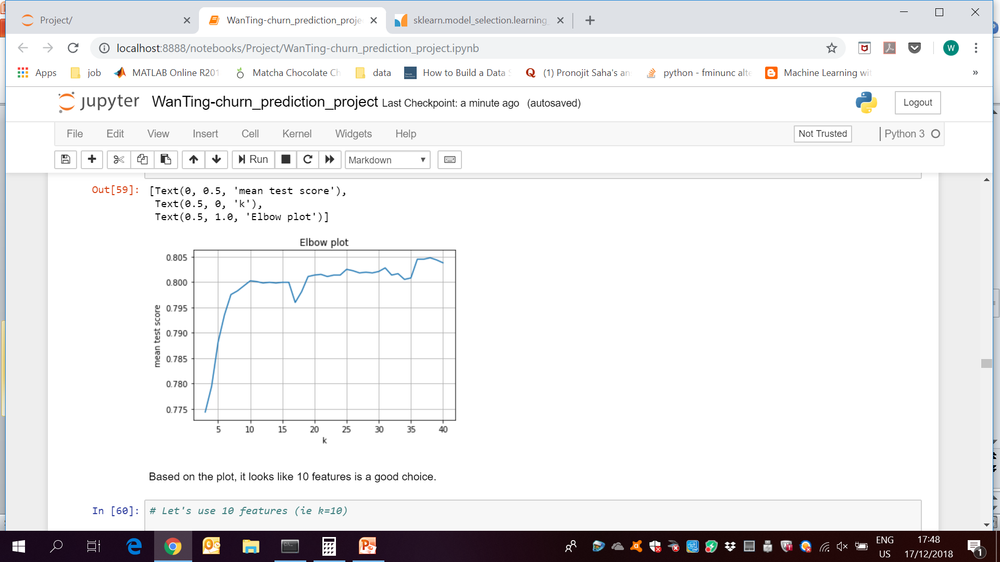 Project/
WanTing-churn_prediction_proje
sklearn.model_selection.learning_
localhost:8888/notebooks/Project/WanTing-churn_prediction_project.ipynb
W
Apps
job
MATLAB Online R201
Matcha Chocolate Ch
data
How to Build a Data S
(1) Pronojit Saha's an
python - fminunc alte
Machine Learning wit
»
jupyter WanTing-churn_prediction_project Last Checkpoint: a minute ago (autosaved)
Logout
File Edit View Insert Cell Kernel Widgets Help
Not Trusted
Python 3
Run
Markdown
Out[59]: [Text(0, 0.5, 'mean test score'),
Text(0.5, 0, 'k'),
Text(0.5, 1.0, 'Elbow plot')]
Elbow plot
0.805
0.800
0.795
0.790
0.785
0.780
0.775
mean test score
5 10 15 20 25 30 35 40
k
Based on the plot, it looks like 10 features is a good choice.
In [60]: # Let's use 10 features (ie k=10)
ENG
US
17:48
17/12/2018
1